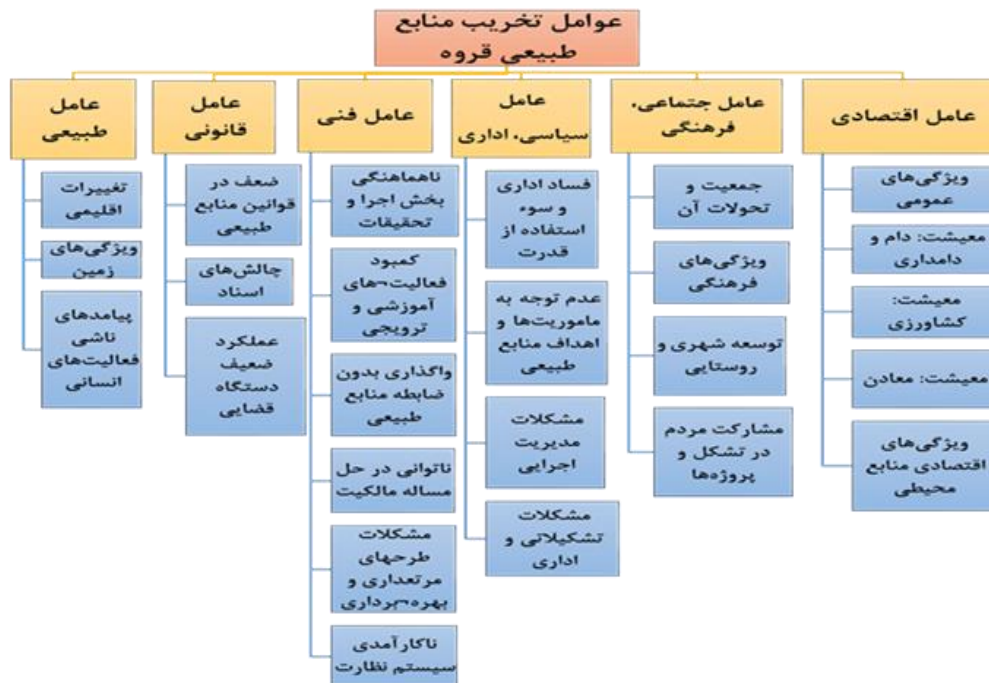 عوامل تخریب منابع
طبیعی قروه
عامل اقتصادی
ویژگی‌های
عمومی
معیشت: دام و
دامداری
معیشت:
کشاورزی
معیشت: معادن
ویژگی‌های
اقتصادی منابع
محیطی
عامل جتماعی،
فرهنگی
جمعیت و
تحولات آن
ویژگی‌های
فرهنگی
توسعه شهری و
روستایی
مشارکت مردم
در تشکل و
پروژه‌ها
عامل
سیاسی، اداری
فساد اداری
و سوء
استفاده از
قدرت
عدم توجه به
ماموریت‌ها و
اهداف منابع
طبیعی
مشکلات
مدیریت
اجرایی
مشکلات
تشکیلاتی و
اداری
عامل فنی
ناهماهنگی
بخش اجرا و
تحقیقات
کمبود
فعالیت¬های
آموزشی و
ترویجی
واگذاری بدون
ضابطه منابع
طبیعی
ناتوانی در حل
مساله مالکیت
مشکلات
طرحهای
مرتعداری و
بهره¬برداری
ناکارآمدی
سیستم نظارت
عامل
قانونی
ضعف در
قوانین منابع
طبیعی
چالش‌های
اسناد
عملکرد
ضعیف
دستگاه
قضایی
عامل
طبیعی
تغییرات
اقلیمی
ویژگی‌های
زمین
پیامدهای
ناشی
فعالیت‌های
انسانی